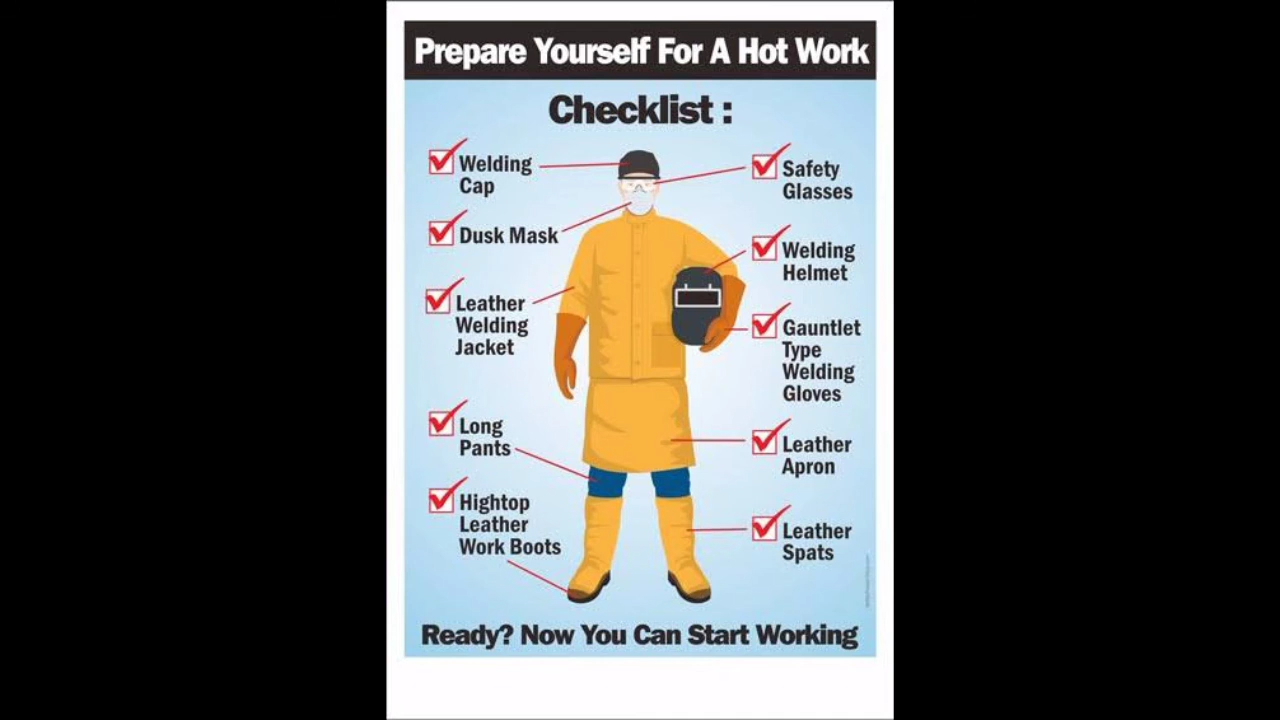 Prepare Yourself For A Hot Work
Checklist :
Welding
Cap
Dusk Mask
Leather
Welding
Jacket
Long
Pants
Hightop
Leather
Work Boots
Safety
Glasses
Welding
Helmet
Gauntlet
Type
Welding
Gloves
Leather
Apron
Leather
Spats
Ready? Now You Can Start Working